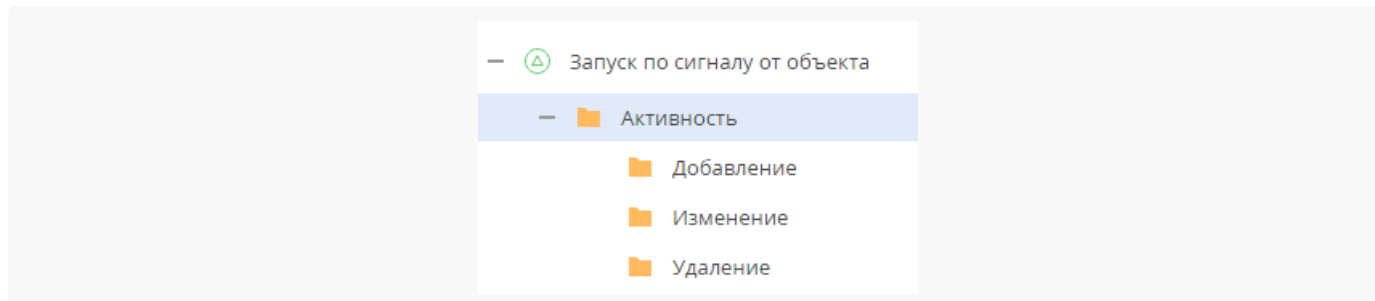 Запуск по сигналу от объекта
Активность
Добавление
Изменение
Удаление